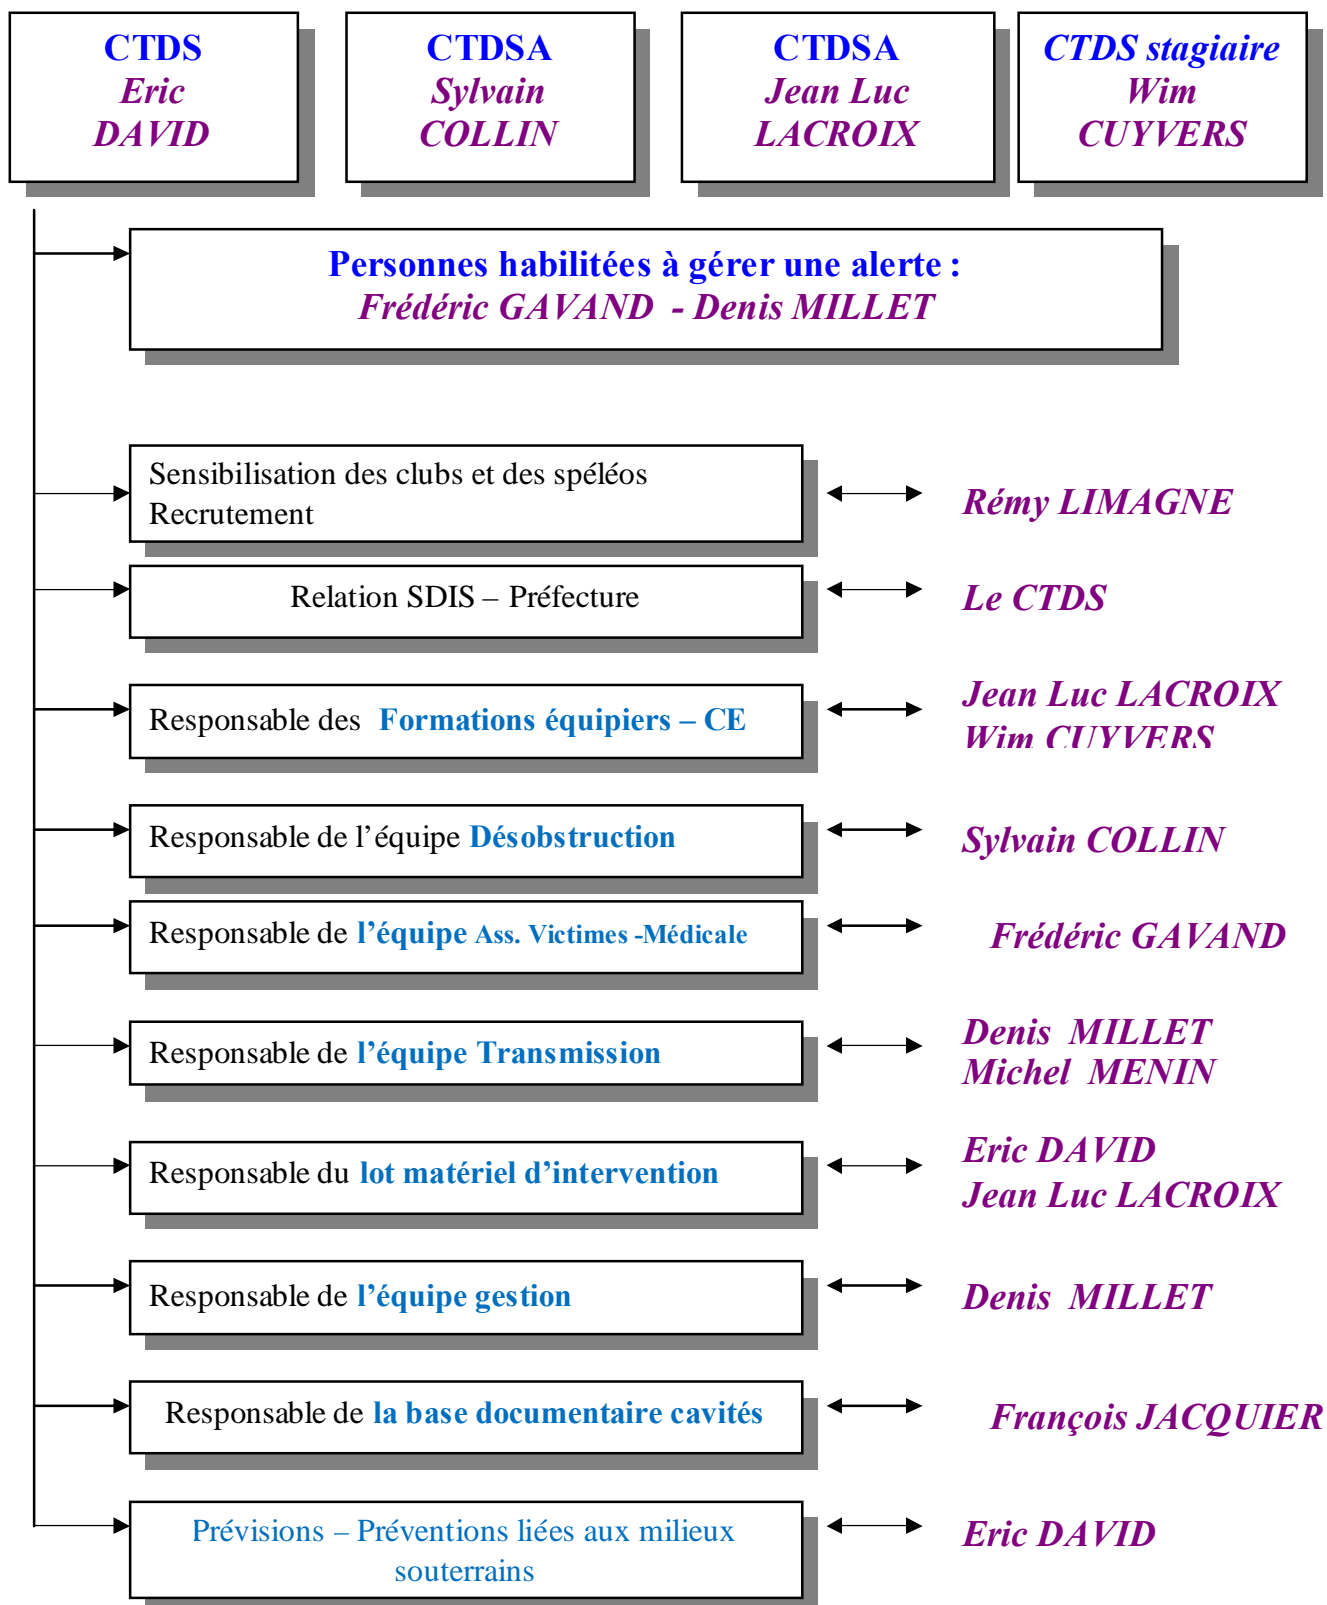 CTDS
Eric
DAVID
CTDSA
Sylvain
COLLIN
CTDSA
Jean Luc
LACROIX
CTDS stagiaire
Wim
CUYVERS
Personnes habilitées à gérer une alerte :
Frédéric GAVAND - Denis MILLET
Sensibilisation des clubs et des spéléos
Recrutement
Rémy LIMAGNE
Relation SDIS – Préfecture
Le CTDS
Responsable des Formations équipiers – CE
Jean Luc LACROIX
Wim CUYVERS
Responsable de l’équipe Désobstruction
Sylvain COLLIN
Responsable de l’équipe Ass. Victimes -Médicale
Frédéric GAVAND
Responsable de l’équipe Transmission
Denis MILLET
Michel MENIN
Responsable du lot matériel d’intervention
Eric DAVID
Jean Luc LACROIX
Responsable de l’équipe gestion
Denis MILLET
Responsable de la base documentaire cavités
François JACQUIER
Prévisions – Préventions liées aux milieux
souterrains
Eric DAVID